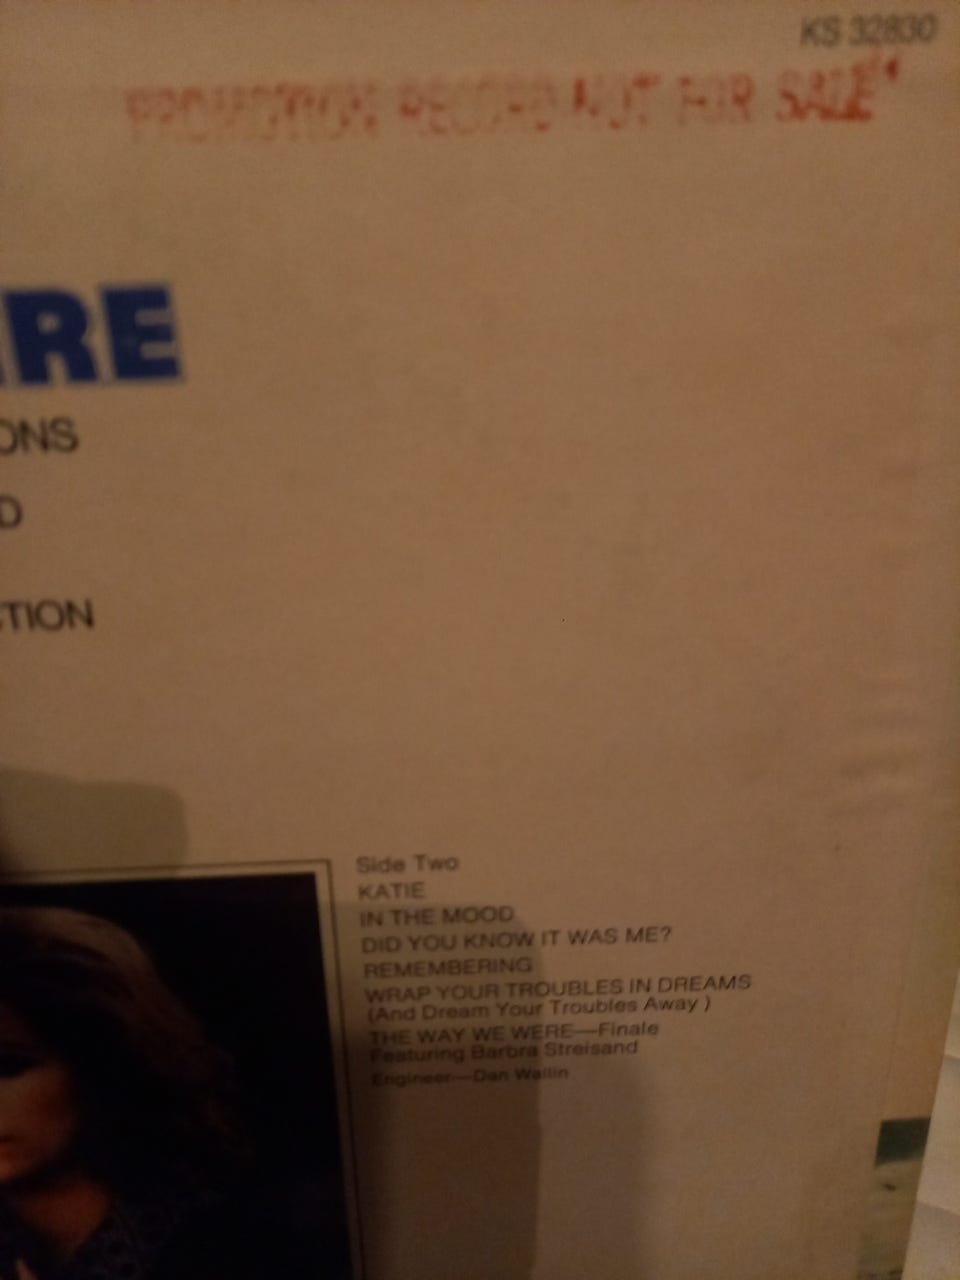 KS 32830
PROMOTION RECORD NOT FOR SALE"
RE
ONS
D
CTION
Side Two
KATIE
IN THE MOOD
DID YOU KNOW IT WAS ME?
REMEMBERING
WRAP YOUR TROUBLES IN DREAMS
(And Dream Your Troubles Away )
THE WAY WE WERE—Finale
Featuring Barbra Streisand
Engineer—Dan Wallin